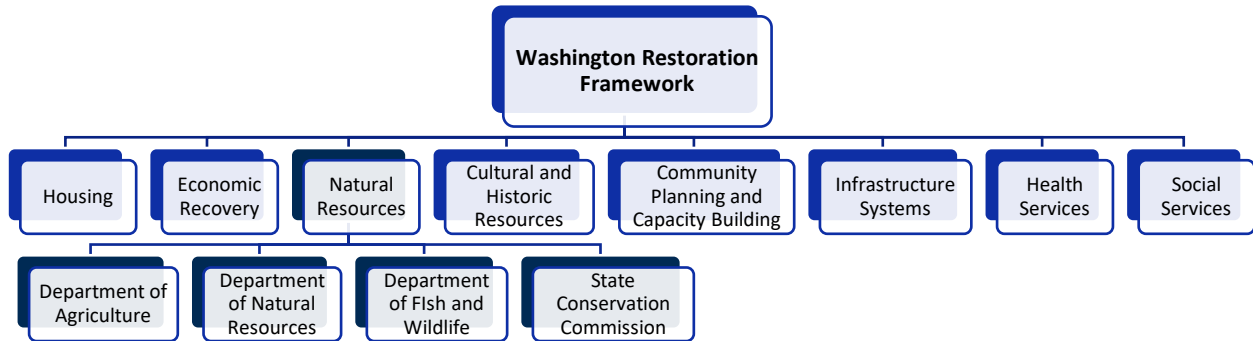 Washington Restoration
Framework
Housing
Economic
Recovery
Natural
Resources
Cultural and
Historic
Resources
Community
Planning and
Capacity Building
Infrastructure
Systems
Health
Services
Social
Services
Department of
Agriculture
Department
of Natural
Resources
Department
of FIsh and
Wildlife
State
Conservation
Commission